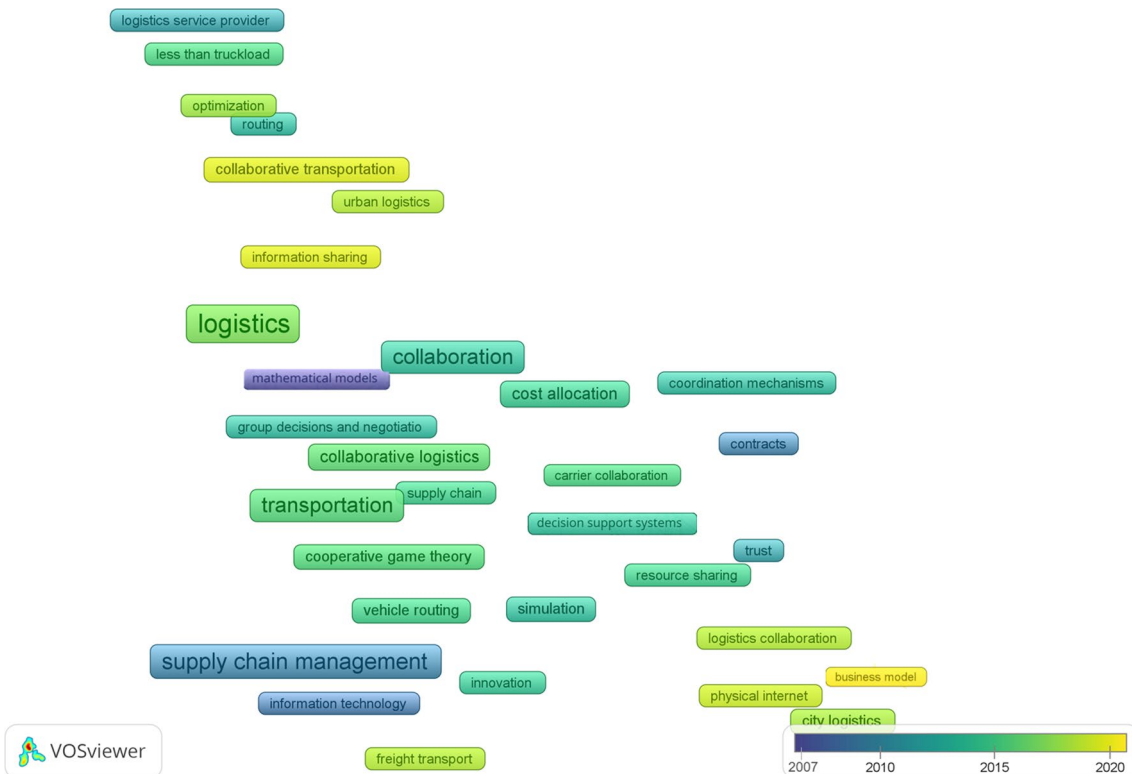 logistics service provider
less than truckload
optimization
routing
collaborative transportation
urban logistics
information sharing
logistics
collaboration
mathematical models
cost allocation
coordination mechanisms
group decisions and negotiatio
contracts
collaborative logistics
carrier collaboration
supply chain
transportation
decision support systems
trust
cooperative game theory
resource sharing
vehicle routing
simulation
logistics collaboration
supply chain management
business model
innovation
physical internet
information technology
city logistics
VOSviewer
freight transport
2007 2010 2015 2020